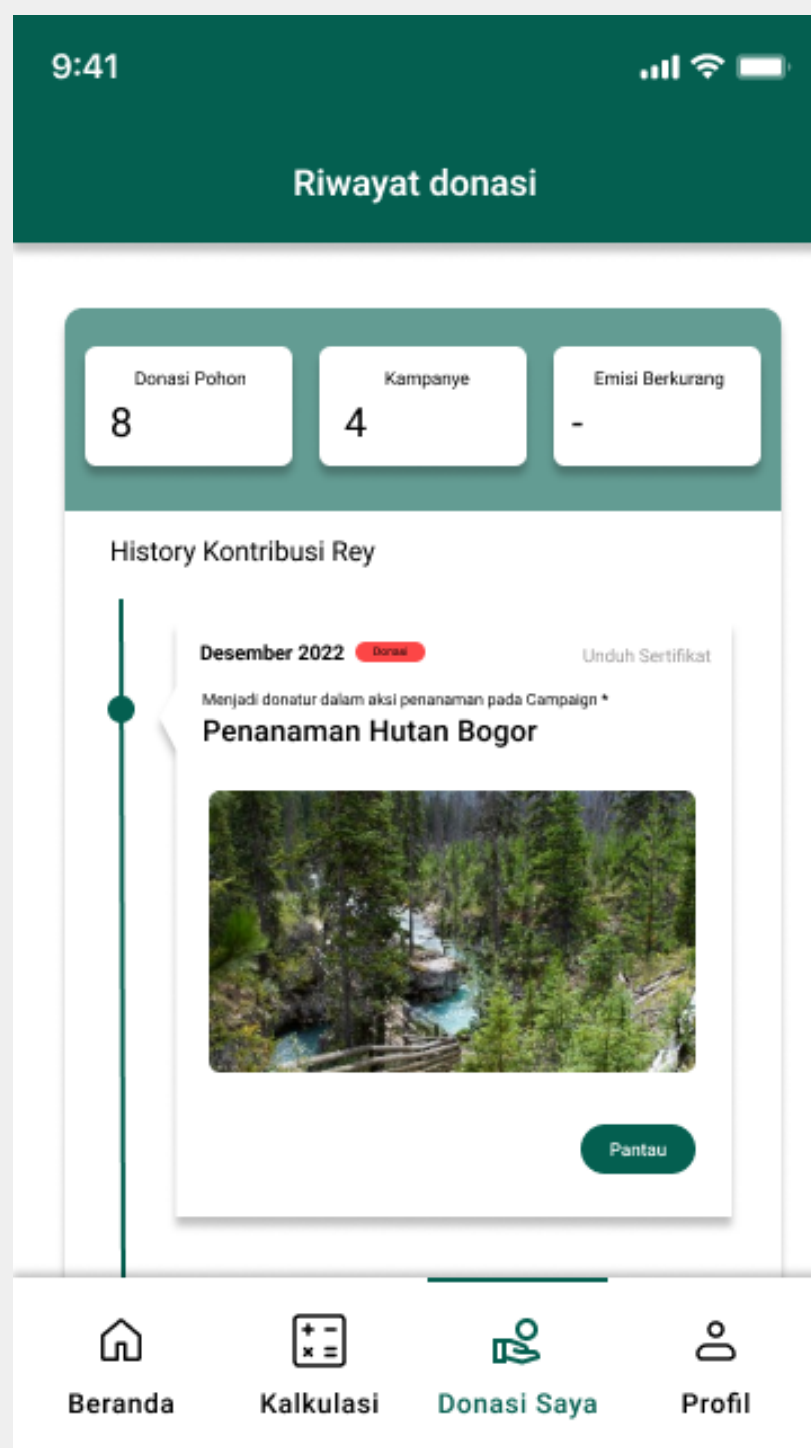 9:41
Riwayat donasi
Donasi Pohon
8
Kampanye
4
Emisi Berkurang
-
History Kontribusi Rey
Desember 2022 Donasi Unduh Sertifikat
Menjadi donatur dalam aksi penanaman pada Campaign *
Penanaman Hutan Bogor
Pantau
Beranda Kalkulasi Donasi Saya Profil